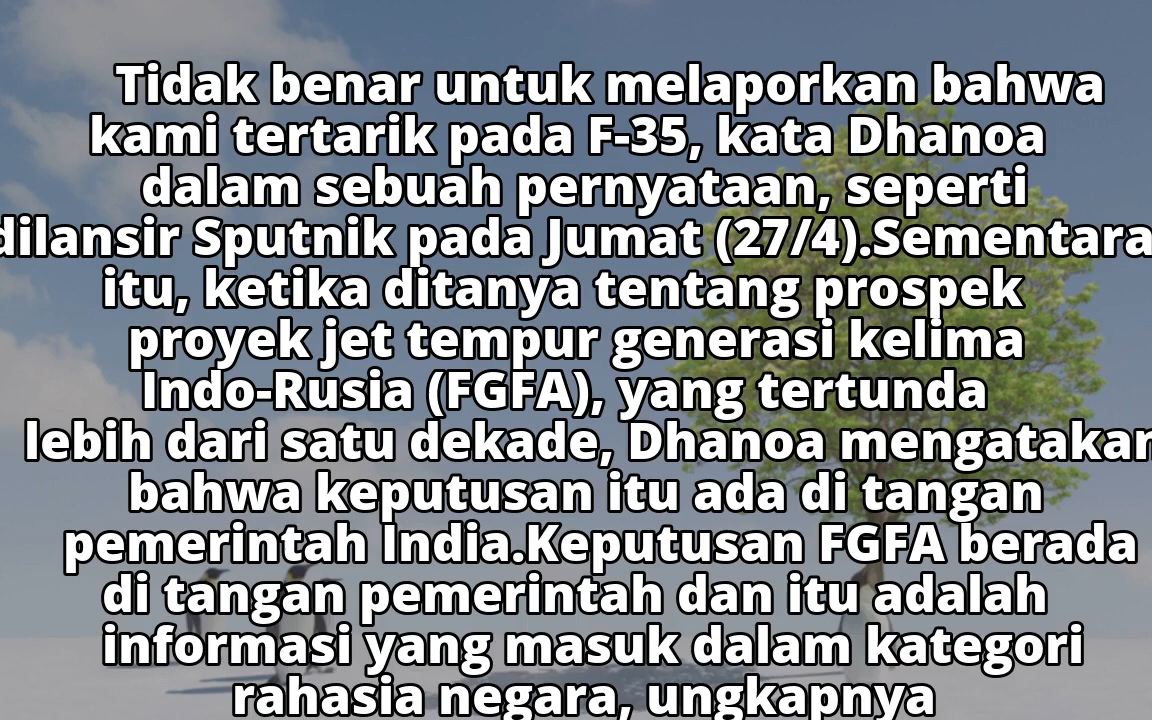 Tidak benar untuk melaporkan bahwa
kami tertarik pada F-35, kata Dhanoa
dalam sebuah pernyataan, seperti
dilansir Sputnik pada Jumat (27/4).Sementara
itu, ketika ditanya tentang prospek
proyek jet tempur generasi kelima
Indo-Rusia (FGFA), yang tertunda
lebih dari satu dekade, Dhanoa mengatakan
bahwa keputusan itu ada di tangan
pemerintah India.Keputusan FGFA berada
di tangan pemerintah dan itu adalah
informasi yang masuk dalam kategori
rahasia negara, ungkapnya